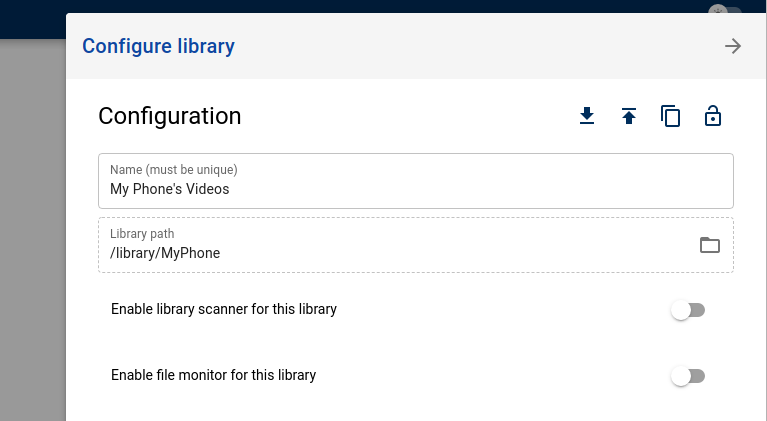 Configure library
Configuration
Name (must be unique)
My Phone's Videos
Library path
/library/MyPhone
Enable library scanner for this library
Enable file monitor for this library